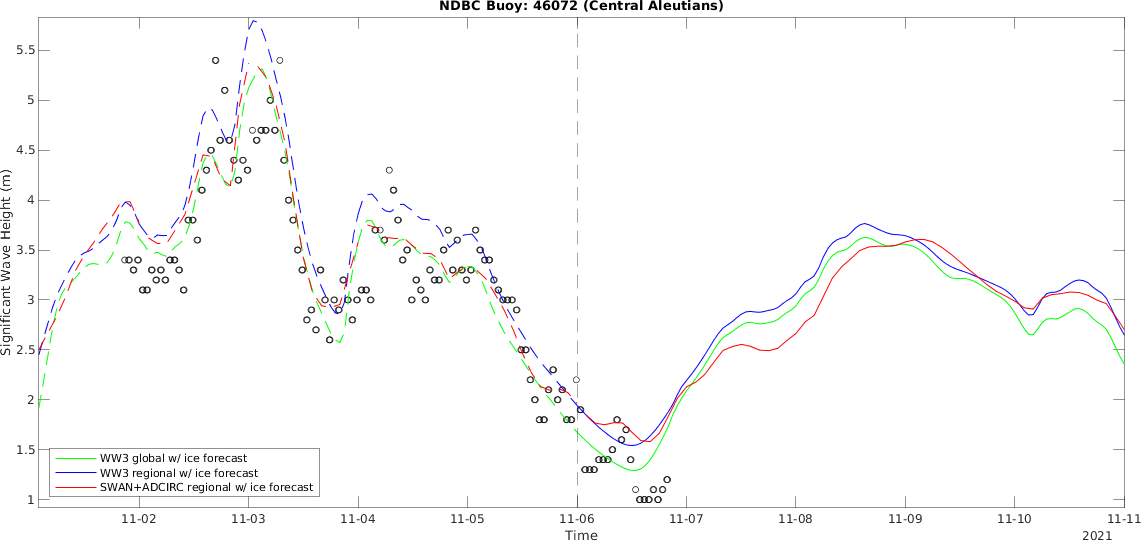 NDBC Buoy: 46072 (Central Aleutians)
5.5
5
4.5
4
3.5
3
2.5
2
1.5
1
Significant Wave Height (m)
WW3 global w/ ice forecast
WW3 regional w/ ice forecast
SWAN+ADCIRC regional w/ ice forecast
11-02 11-03 11-04 11-05 11-06 11-07 11-08 11-09 11-10 11-11
Time
2021